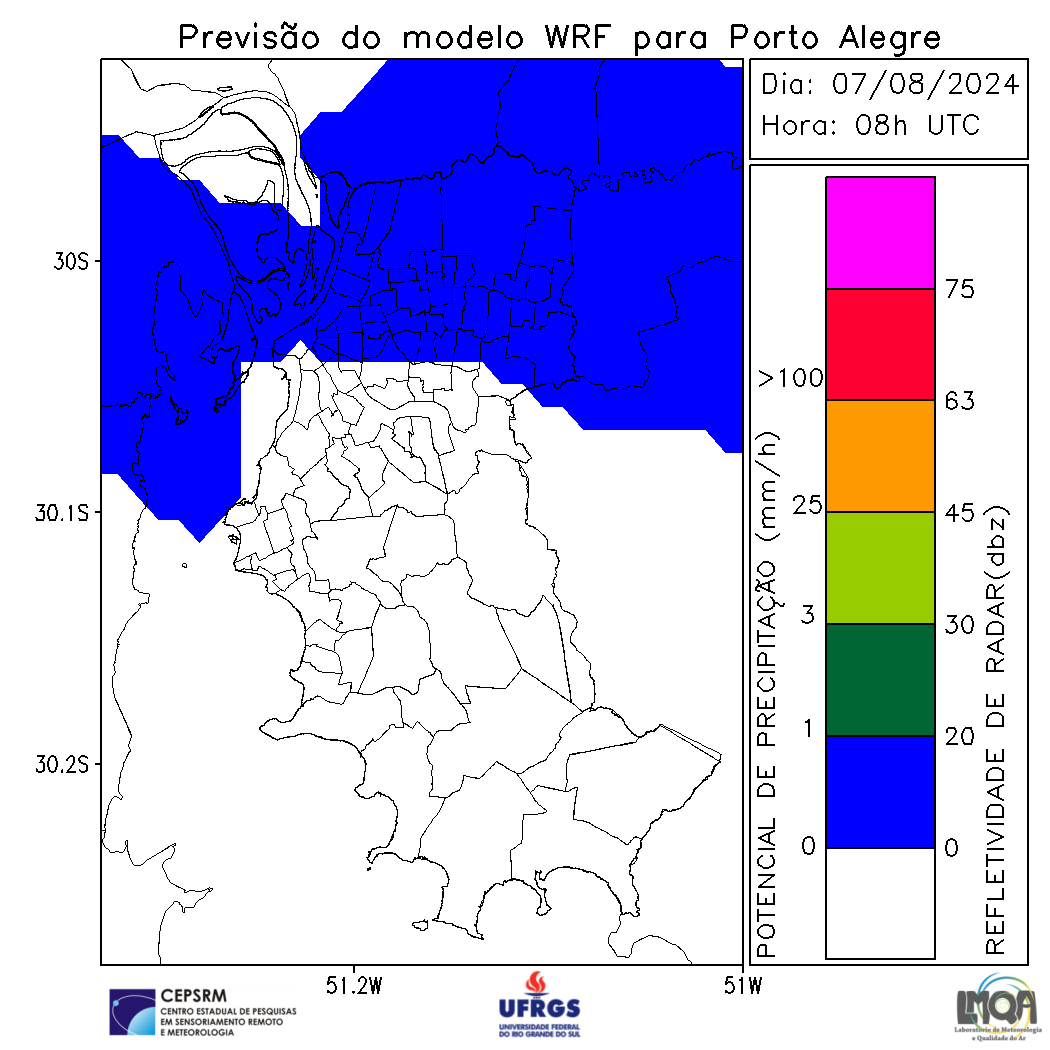 Previsão do modelo WRF para Porto Alegre
Dia: 07/08/2024
Hora: 08h UTC
30S
30.1S
30.2S
51.2W
51W
POTENCIAL DE PRECIPITAÇÃO (mm/h)
>100
25
3
1
0
75
63
45
30
20
0
REFLETIVIDADE DE RADAR(dbz)
CEPSRM
CENTRO ESTADUAL DE PESQUISAS
EM SENSORIAMENTO REMOTO
E METEOROLOGIA
UFRGS
UNIVERSIDADE FEDERAL
DO RIO GRANDE DO SUL
LMQA
Laboratório de Meteorologia
e Qualidade do Ar